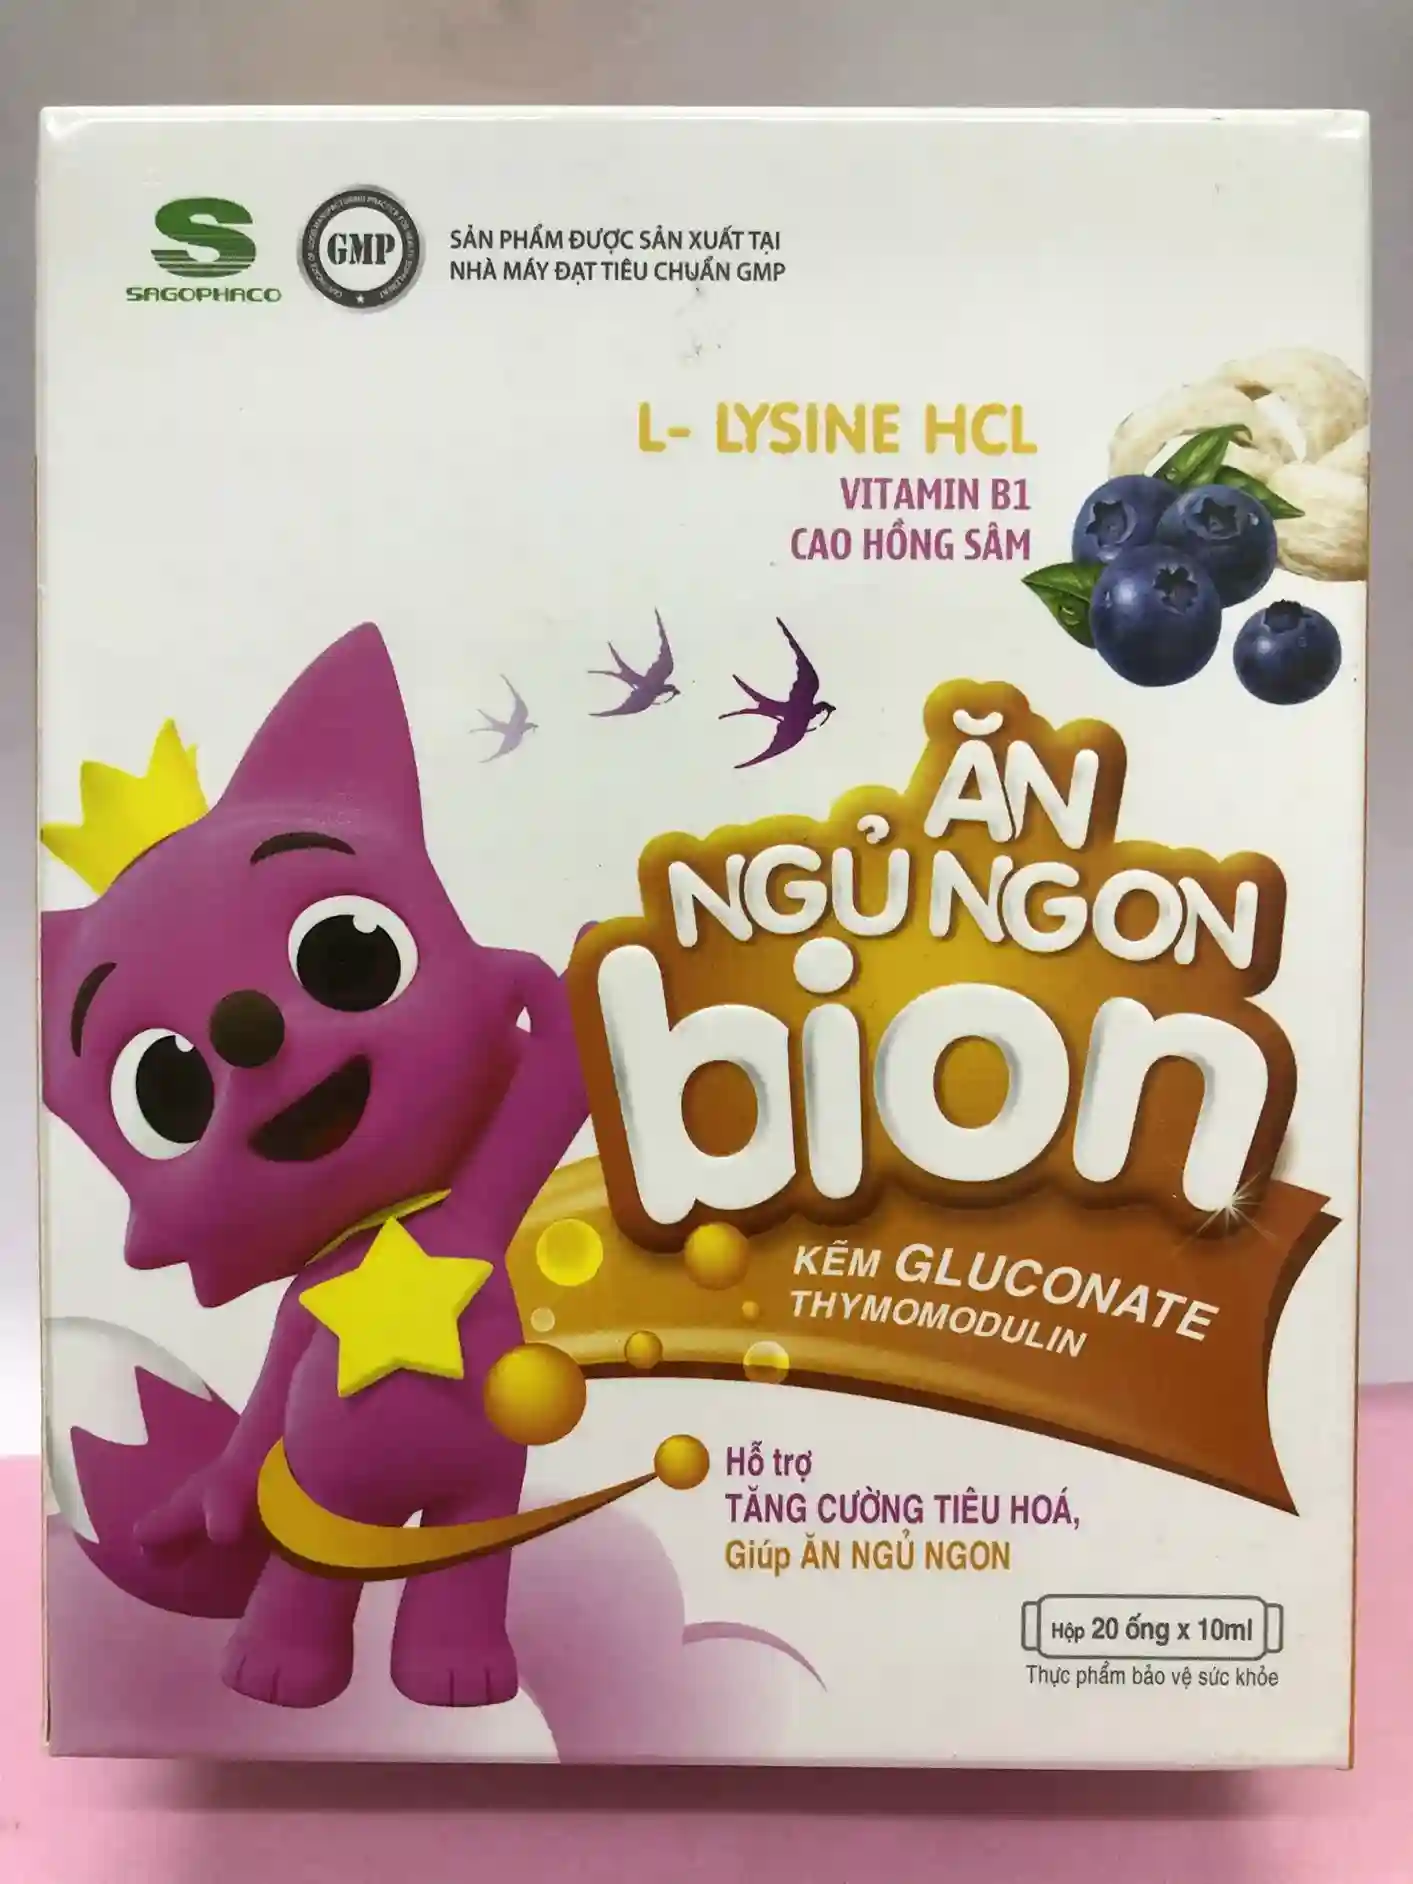 SAGOPHACO
GMP
SẢN PHẨM ĐƯỢC SẢN XUẤT TẠI
NHÀ MÁY ĐẠT TIÊU CHUẨN GMP
L- LYSINE HCL
VITAMIN B1
CAO HỒNG SÂM
ĂN
NGỦ NGON
bion
KẼM GLUCONATE
THYMOMODULIN
Hỗ trợ
TĂNG CƯỜNG TIÊU HOÁ,
Giúp ĂN NGỦ NGON
Hộp 20 ống x 10ml
Thực phẩm bảo vệ sức khỏe